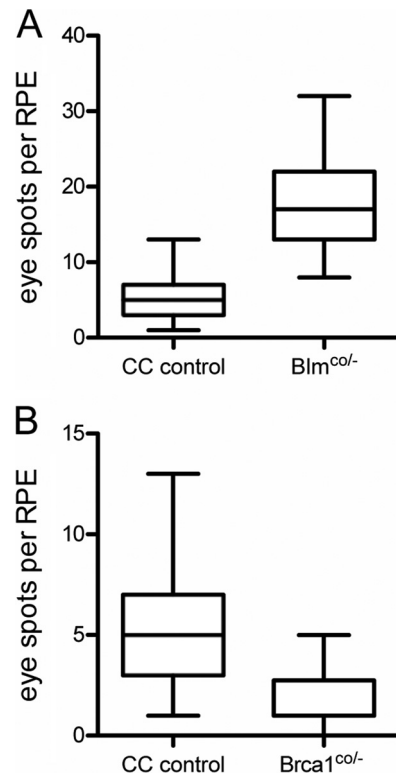 A
eye spots per RPE
40
30
20
10
0
CC control
Blm^co/-
B
eye spots per RPE
15
10
5
0
CC control
Brca1^co/-